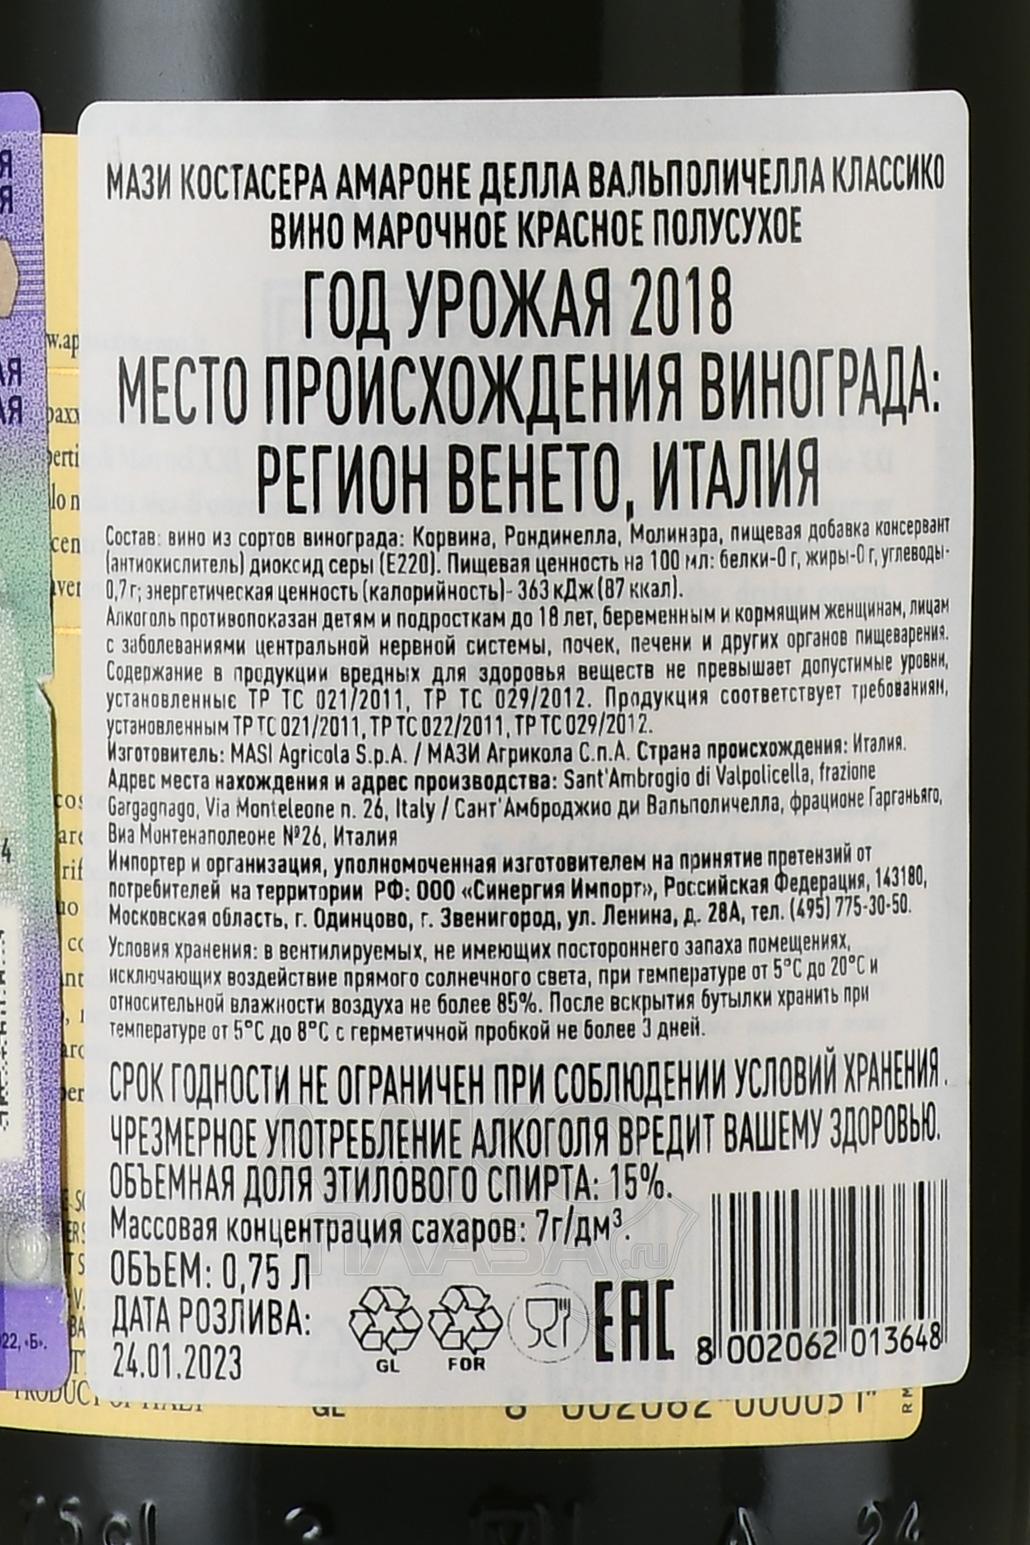 МАЗИ КОСТАСЕРА АМАРОНЕ ДЕЛЛА ВАЛЬПОЛИЧЕЛЛА КЛАССИКО
ВИНО МАРОЧНОЕ КРАСНОЕ ПОЛУСУХОЕ
ГОД УРОЖАЯ 2018
МЕСТО ПРОИСХОЖДЕНИЯ ВИНОГРАДА:
РЕГИОН ВЕНЕТО, ИТАЛИЯ
Состав: вино из сортов винограда: Корвина, Рондинелла, Молинара, пищевая добавка консервант
(антиокислитель) диоксид серы (Е220). Пищевая ценность на 100 мл: белки-0 г, жиры-0 г, углеводы-
0,7 г; энергетическая ценность (калорийность)- 363 кДж (87 ккал).
Алкоголь противопоказан детям и подросткам до 18 лет, беременным и кормящим женщинам, лицам
с заболеваниями центральной нервной системы, почек, печени и других органов пищеварения.
Содержание в продукции вредных для здоровья веществ не превышает допустимые уровни,
установленные ТР ТС 021/2011, ТР ТС 029/2012. Продукция соответствует требованиям,
установленным ТР ТС 021/2011, ТР ТС 022/2011, ТР ТС 029/2012.
Изготовитель: MASI Agricola S.p.A. / МАЗИ Агрикола С.п.А. Страна происхождения: Италия.
Адрес места нахождения и адрес производства: Sant'Ambrogio di Valpolicella, frazione
Gargagnago, Via Monteleone n. 26, Italy / Сант'Амброджио ди Вальполичелла, фрационе Гарганьяго,
Виа Монтенаполеоне №26, Италия
Импортер и организация, уполномоченная изготовителем на принятие претензий от
потребителей на территории РФ: ООО «Синергия Импорт», Российская Федерация, 143180,
Московская область, г. Одинцово, г. Звенигород, ул. Ленина, д. 28А, тел. (495) 775-30-50.
Условия хранения: в вентилируемых, не имеющих постороннего запаха помещениях,
исключающих воздействие прямого солнечного света, при температуре от 5°С до 20°С и
относительной влажности воздуха не более 85%. После вскрытия бутылки хранить при
температуре от 5°С до 8°С с герметичной пробкой не более 3 дней.
СРОК ГОДНОСТИ НЕ ОГРАНИЧЕН ПРИ СОБЛЮДЕНИИ УСЛОВИЙ ХРАНЕНИЯ.
ЧРЕЗМЕРНОЕ УПОТРЕБЛЕНИЕ АЛКОГОЛЯ ВРЕДИТ ВАШЕМУ ЗДОРОВЬЮ.
ОБЪЕМНАЯ ДОЛЯ ЭТИЛОВОГО СПИРТА: 15%.
Массовая концентрация сахаров: 7г/дм³.
ОБЪЕМ: 0,75 Л
ДАТА РОЗЛИВА:
24.01.2023
GL FOR
EAC
8 002062 013648
PRODUCT OF ITALY
GL
8 002062 000051